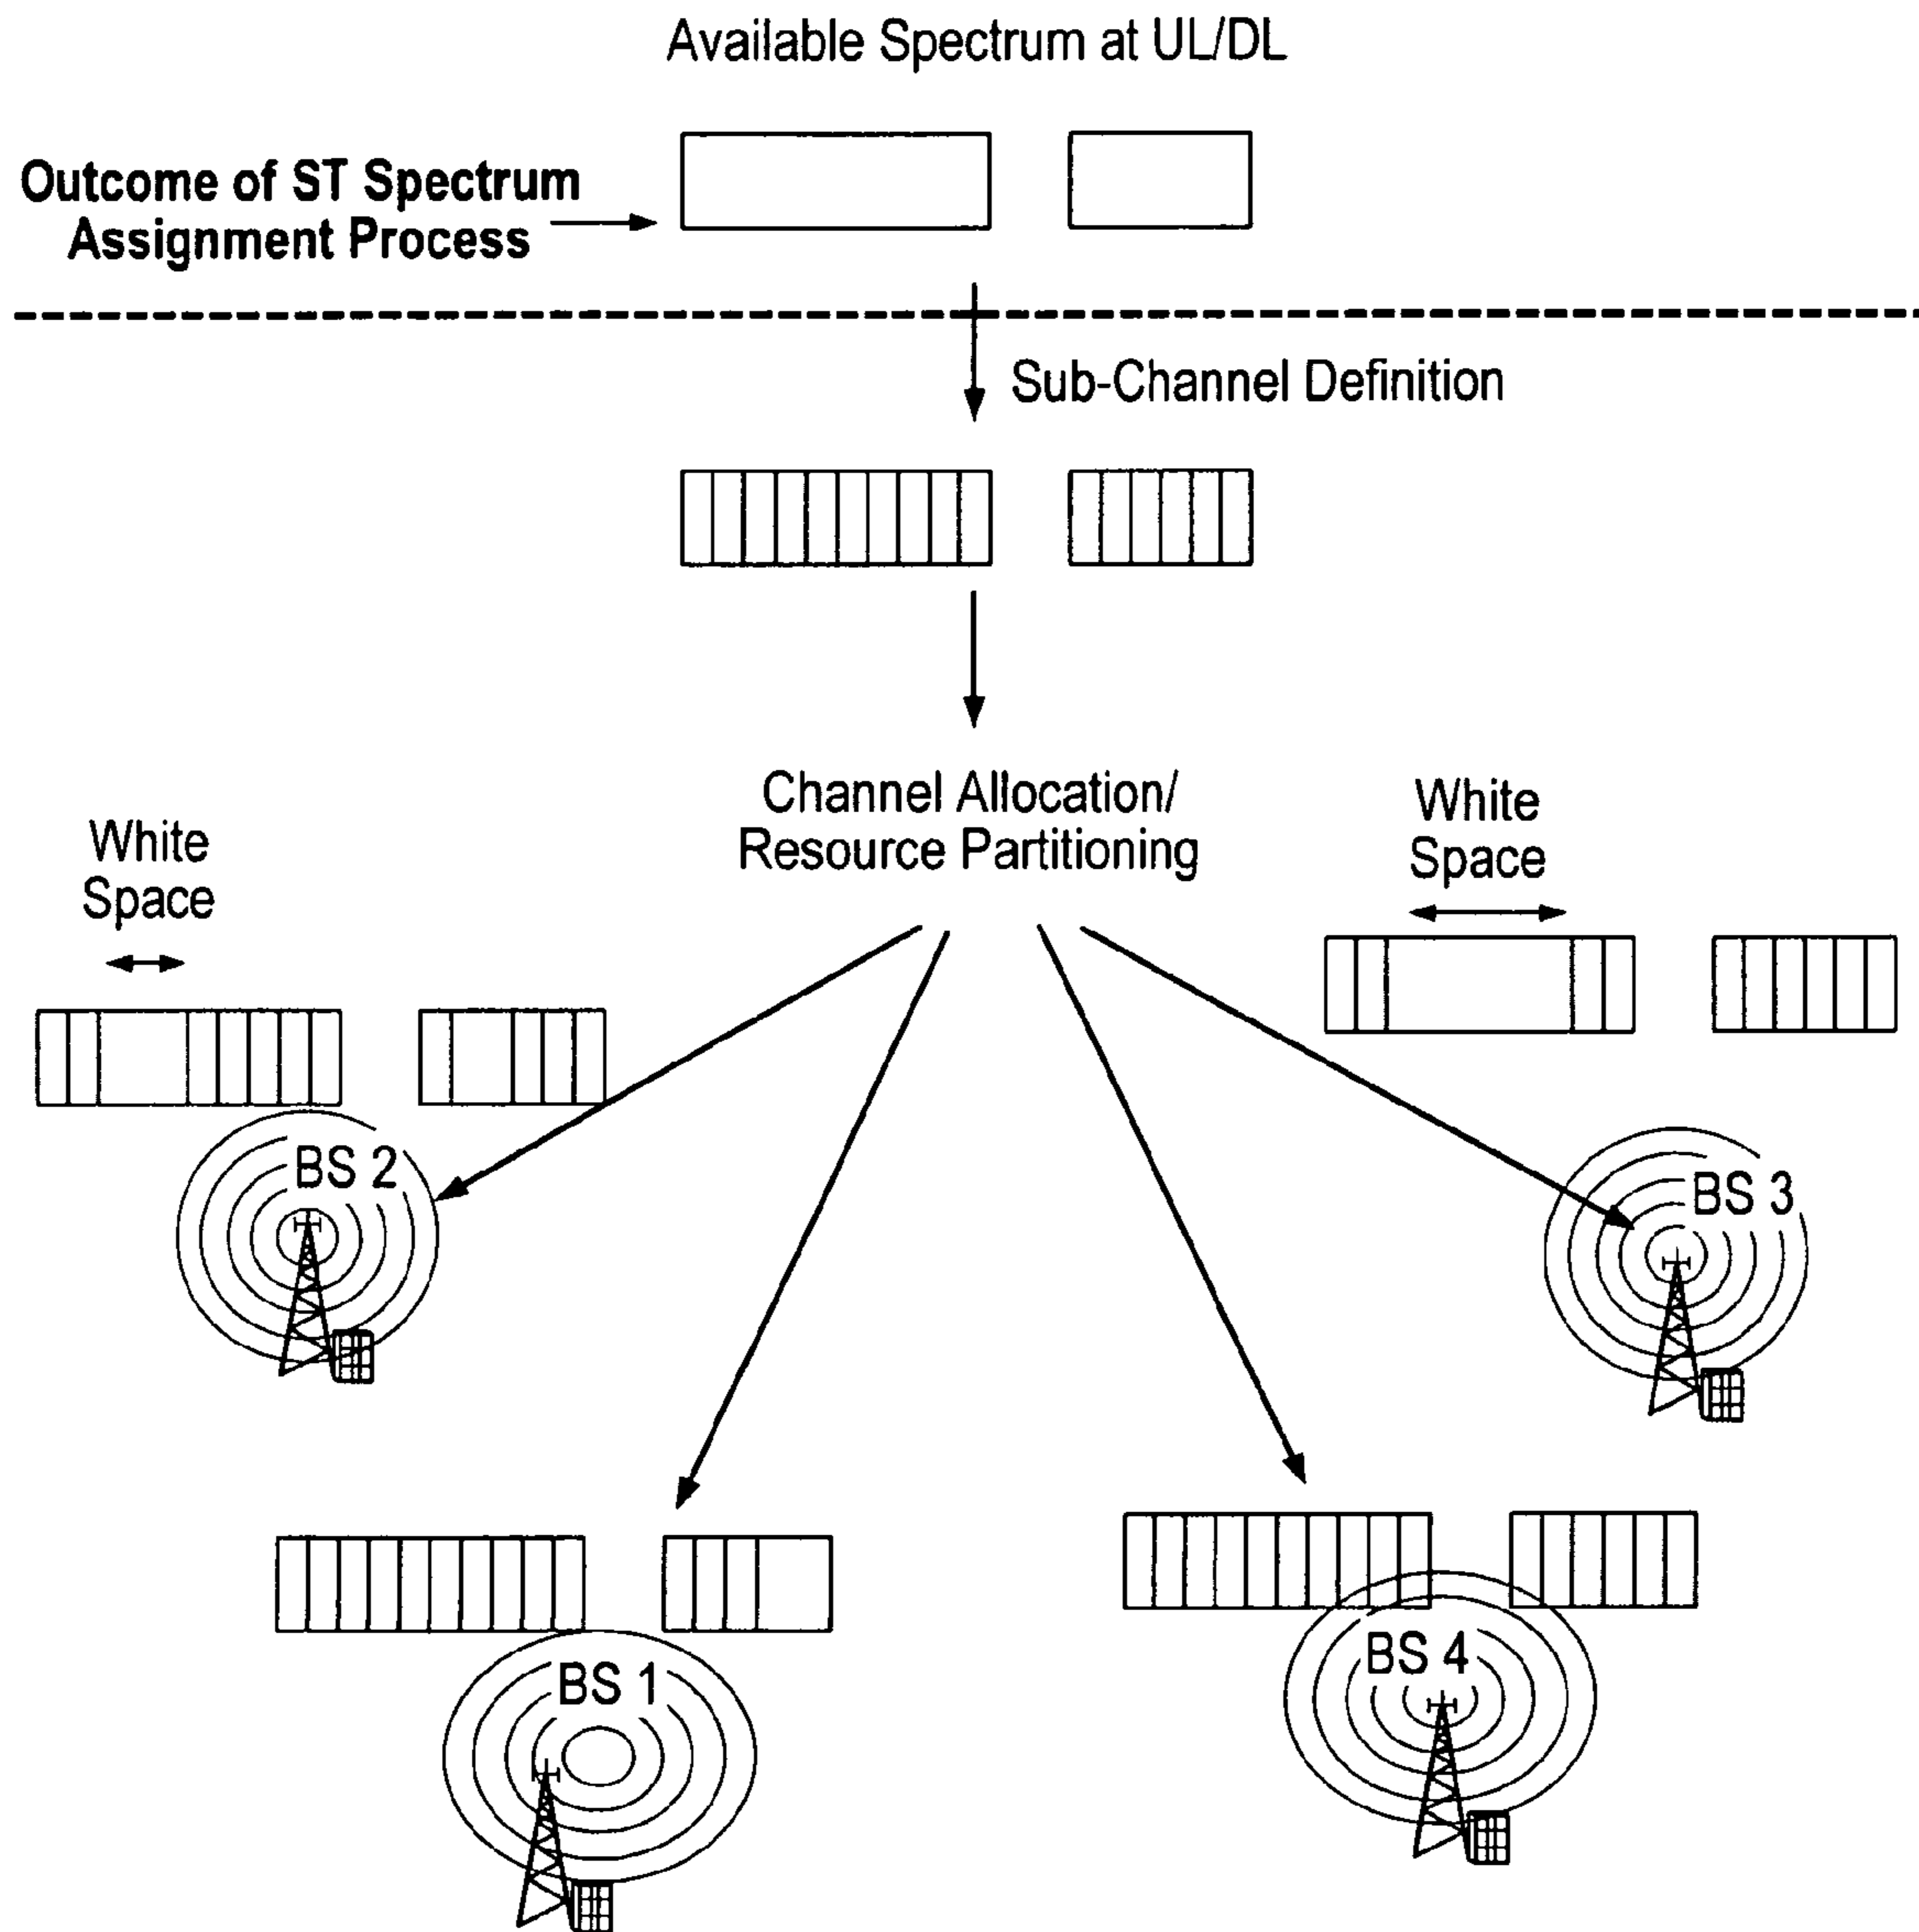 Available Spectrum at UL/DL
Outcome of ST Spectrum
Assignment Process
Sub-Channel Definition
Channel Allocation/
Resource Partitioning
White
Space
White
Space
BS 2
BS 3
BS 1
BS 4